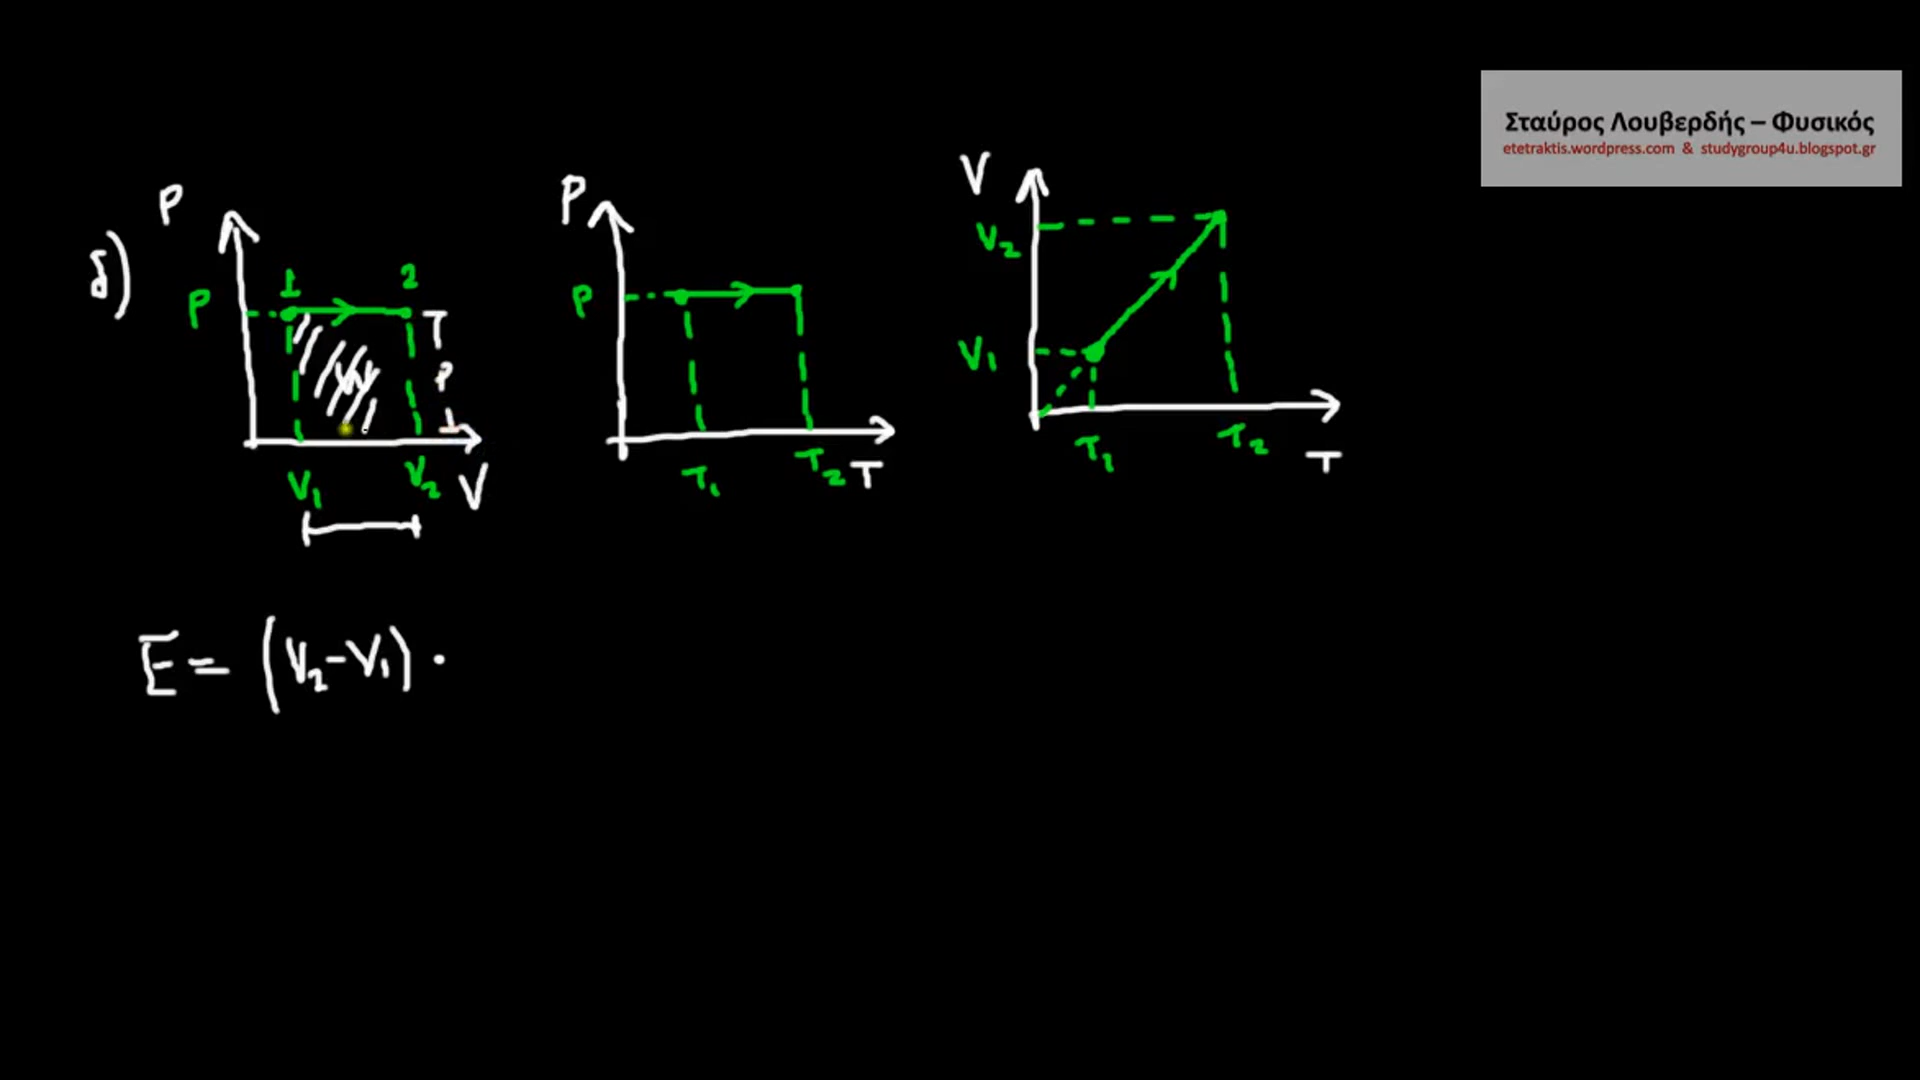 Σταύρος Λουβερδής – Φυσικός
etetraktis.wordpress.com & studygroup4u.blogspot.gr
δ)
P
P
1
2
P
V₁
V₂
V
P
P
T₁
T₂
T
V
V₂
V₁
T₁
T₂
T
E = (V₂-V₁) ·